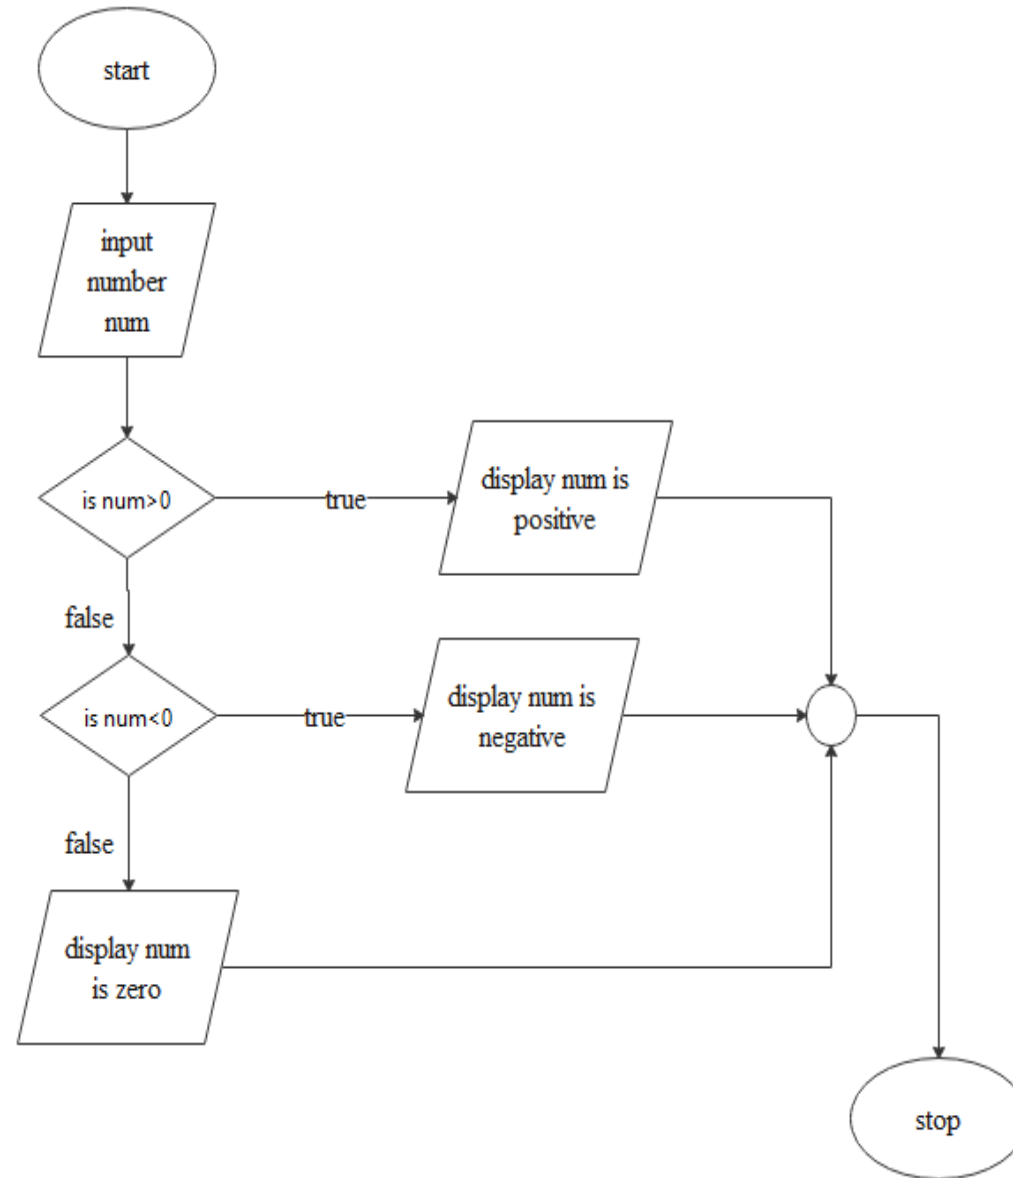 start
input
number
num
is num>0
true
display num is
positive
false
is num<0
true
display num is
negative
false
display num
is zero
stop